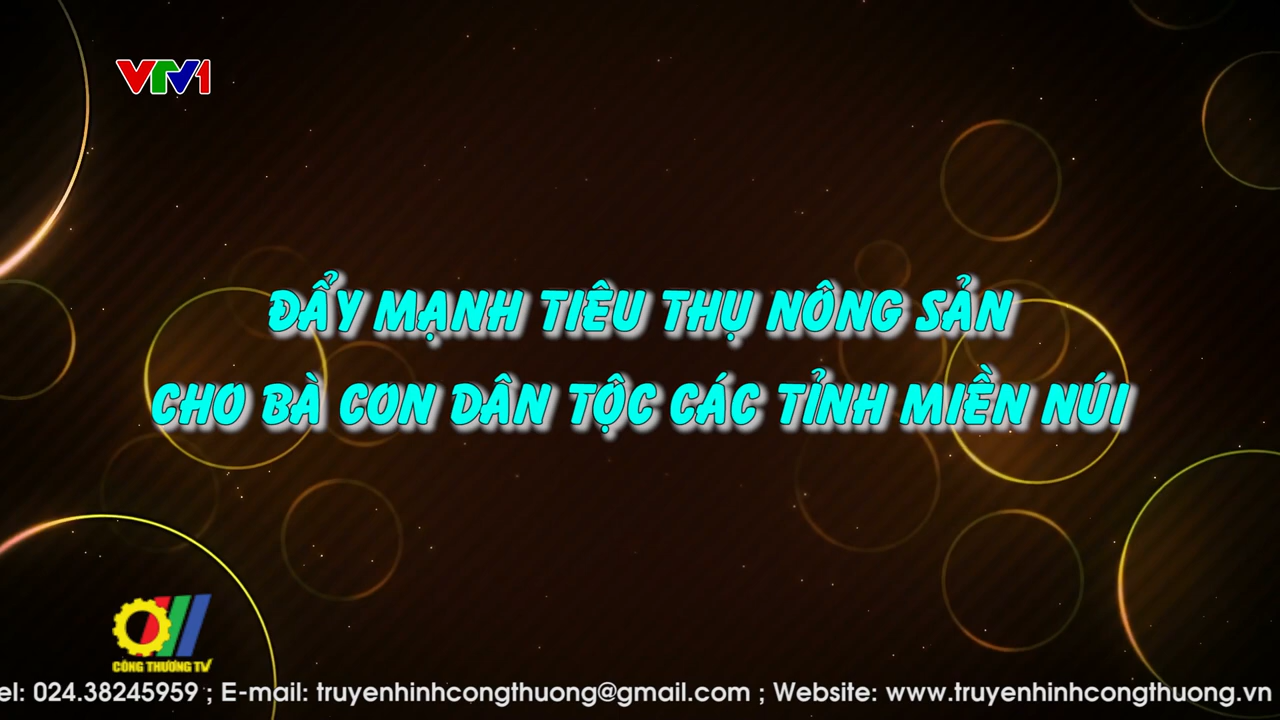 VTV1
ĐẨY MẠNH TIÊU THỤ NÔNG SẢN
CHO BÀ CON DÂN TỘC CÁC TỈNH MIỀN NÚI
CÔNG THƯƠNG TV
el: 024.38245959 ; E-mail: truyenhinhcongthuong@gmail.com ; Website: www.truyenhinhcongthuong.vn